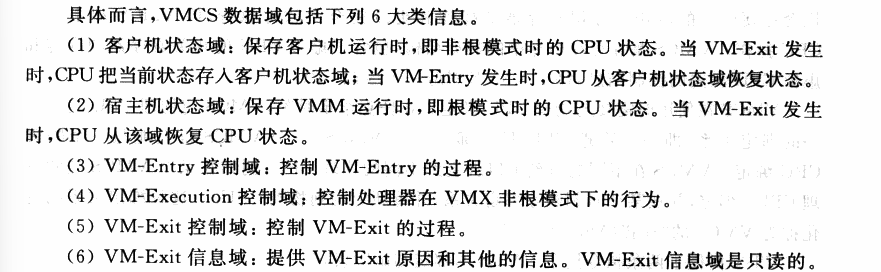 具体而言,VMCS 数据域包括下列 6 大类信息。
(1) 客户机状态域：保存客户机运行时,即非根模式时的 CPU 状态。当 VM-Exit 发生
时,CPU 把当前状态存入客户机状态域；当 VM-Entry 发生时,CPU 从客户机状态域恢复状态。
(2) 宿主机状态域：保存 VMM 运行时,即根模式时的 CPU 状态。当 VM-Exit 发生
时,CPU 从该域恢复 CPU 状态。
(3) VM-Entry 控制域：控制 VM-Entry 的过程。
(4) VM-Execution 控制域：控制处理器在 VMX 非根模式下的行为。
(5) VM-Exit 控制域：控制 VM-Exit 的过程。
(6) VM-Exit 信息域：提供 VM-Exit 原因和其他的信息。VM-Exit 信息域是只读的。